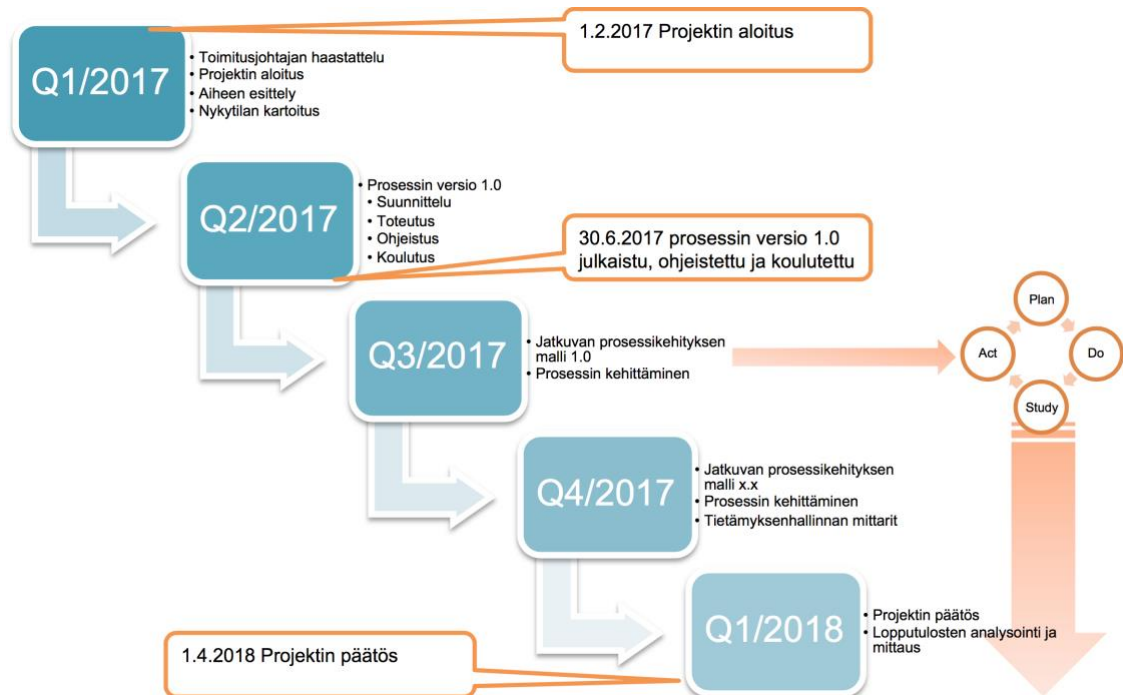 1.2.2017 Projektin aloitus
Q1/2017
• Toimitusjohtajan haastattelu
• Projektin aloitus
• Aiheen esittely
• Nykytilan kartoitus
Q2/2017
• Prosessin versio 1.0
• Suunnittelu
• Toteutus
• Ohjeistus
• Koulutus
30.6.2017 prosessin versio 1.0
julkaistu, ohjeistettu ja koulutettu
Q3/2017
• Jatkuvan prosessikehityksen
malli 1.0
• Prosessin kehittäminen
Plan
Do
Study
Act
Q4/2017
• Jatkuvan prosessikehityksen
malli x.x
• Prosessin kehittäminen
• Tietämyksenhallinnan mittarit
Q1/2018
• Projektin päätös
• Lopputulosten analysointi ja
mittaus
1.4.2018 Projektin päätös